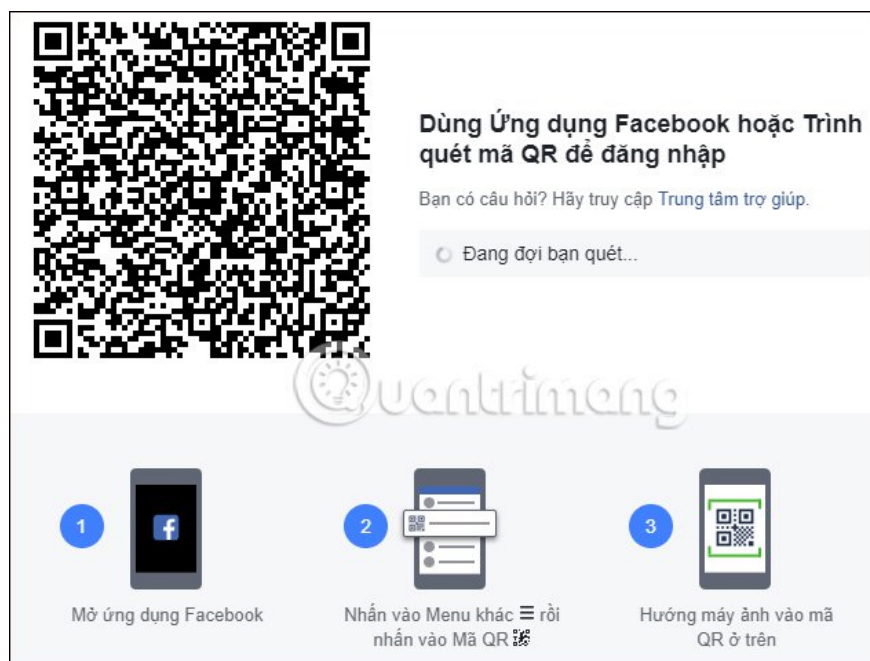 Dùng Ứng dụng Facebook hoặc Trình
quét mã QR để đăng nhập
Bạn có câu hỏi? Hãy truy cập Trung tâm trợ giúp.
Đang đợi bạn quét...
Quantrimang
1
2
3
Mở ứng dụng Facebook
Nhấn vào Menu khác ☰ rồi
nhấn vào Mã QR
Hướng máy ảnh vào mã
QR ở trên